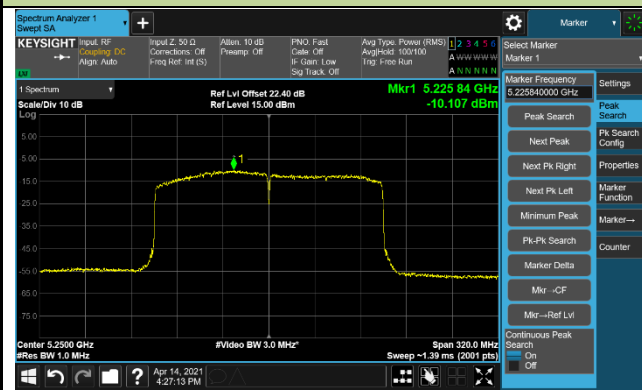 Spectrum Analyzer 1
Swept SA
Marker
KEYSIGHT
Input: RF
Coupling: DC
Align: Auto
Input Z: 50 Ω
Corrections: Off
Freq Ref: Int (S)
Atten: 10 dB
Preamp: Off
PNO: Fast
Gate: Off
IF Gain: Low
Sig Track: Off
Avg Type: Power (RMS)
Avg|Hold: 100/100
Trig: Free Run
1 2 3 4 5 6
A W W W W W
A N N N N N
LXI
Select Marker
Marker 1
1 Spectrum
Scale/Div 10 dB
Log
Ref Lvl Offset 22.40 dB
Ref Level 15.00 dBm
Mkr1 5.225 84 GHz
-10.107 dBm
Marker Frequency
5.225840000 GHz
Settings
Peak Search
Next Peak
Next Pk Right
Next Pk Left
Minimum Peak
Pk-Pk Search
Marker Delta
Mkr→CF
Mkr→Ref Lvl
Continuous Peak
Search
On
Off
Peak
Search
Pk Search
Config
Properties
Marker
Function
Marker→
Counter
5.00
1
-5.00
-15.0
-25.0
-35.0
-45.0
-55.0
-65.0
-75.0
Center 5.2500 GHz
#Res BW 1.0 MHz
#Video BW 3.0 MHz*
Span 320.0 MHz
Sweep ~1.39 ms (2001 pts)
?
Apr 14, 2021
4:27:13 PM